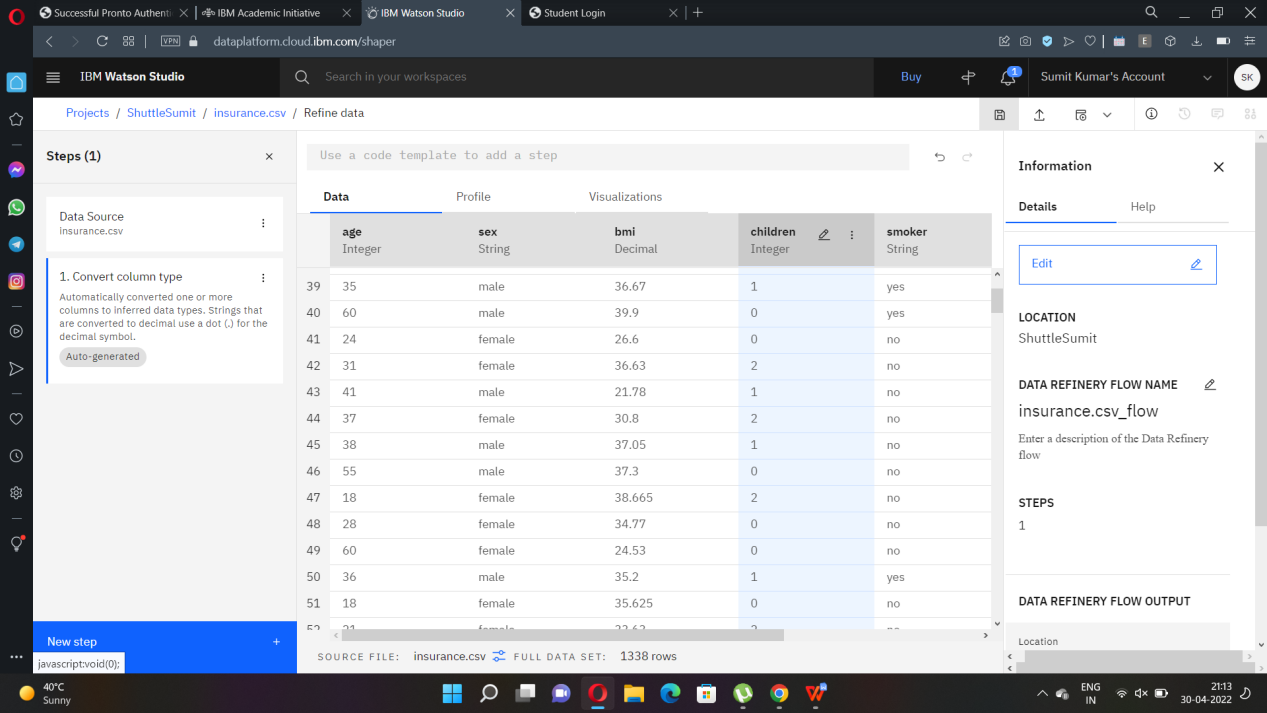 Successful Pronto Authenti
IBM Academic Initiative
IBM Watson Studio
Student Login
VPN
dataplatform.cloud.ibm.com/shaper
E
IBM Watson Studio
Search in your workspaces
Buy
1
Sumit Kumar's Account
SK
Projects / ShuttleSumit / insurance.csv / Refine data
Steps (1)
Data Source
insurance.csv
1. Convert column type
Automatically converted one or more
columns to inferred data types. Strings that
are converted to decimal use a dot (.) for the
decimal symbol.
Auto-generated
New step
+
javascript:void(0);
Use a code template to add a step
Data Profile Visualizations
age sex bmi children smoker
Integer String Decimal Integer String
39 35 male 36.67 1 yes
40 60 male 39.9 0 yes
41 24 female 26.6 0 no
42 31 female 36.63 2 no
43 41 male 21.78 1 no
44 37 female 30.8 2 no
45 38 male 37.05 1 no
46 55 male 37.3 0 no
47 18 female 38.665 2 no
48 28 female 34.77 0 no
49 60 female 24.53 0 no
50 36 male 35.2 1 yes
51 18 female 35.625 0 no
SOURCE FILE: insurance.csv FULL DATA SET: 1338 rows
Information
Details Help
Edit
LOCATION
ShuttleSumit
DATA REFINERY FLOW NAME
insurance.csv_flow
Enter a description of the Data Refinery
flow
STEPS
1
DATA REFINERY FLOW OUTPUT
Location
40°C
Sunny
ENG
IN
21:13
30-04-2022